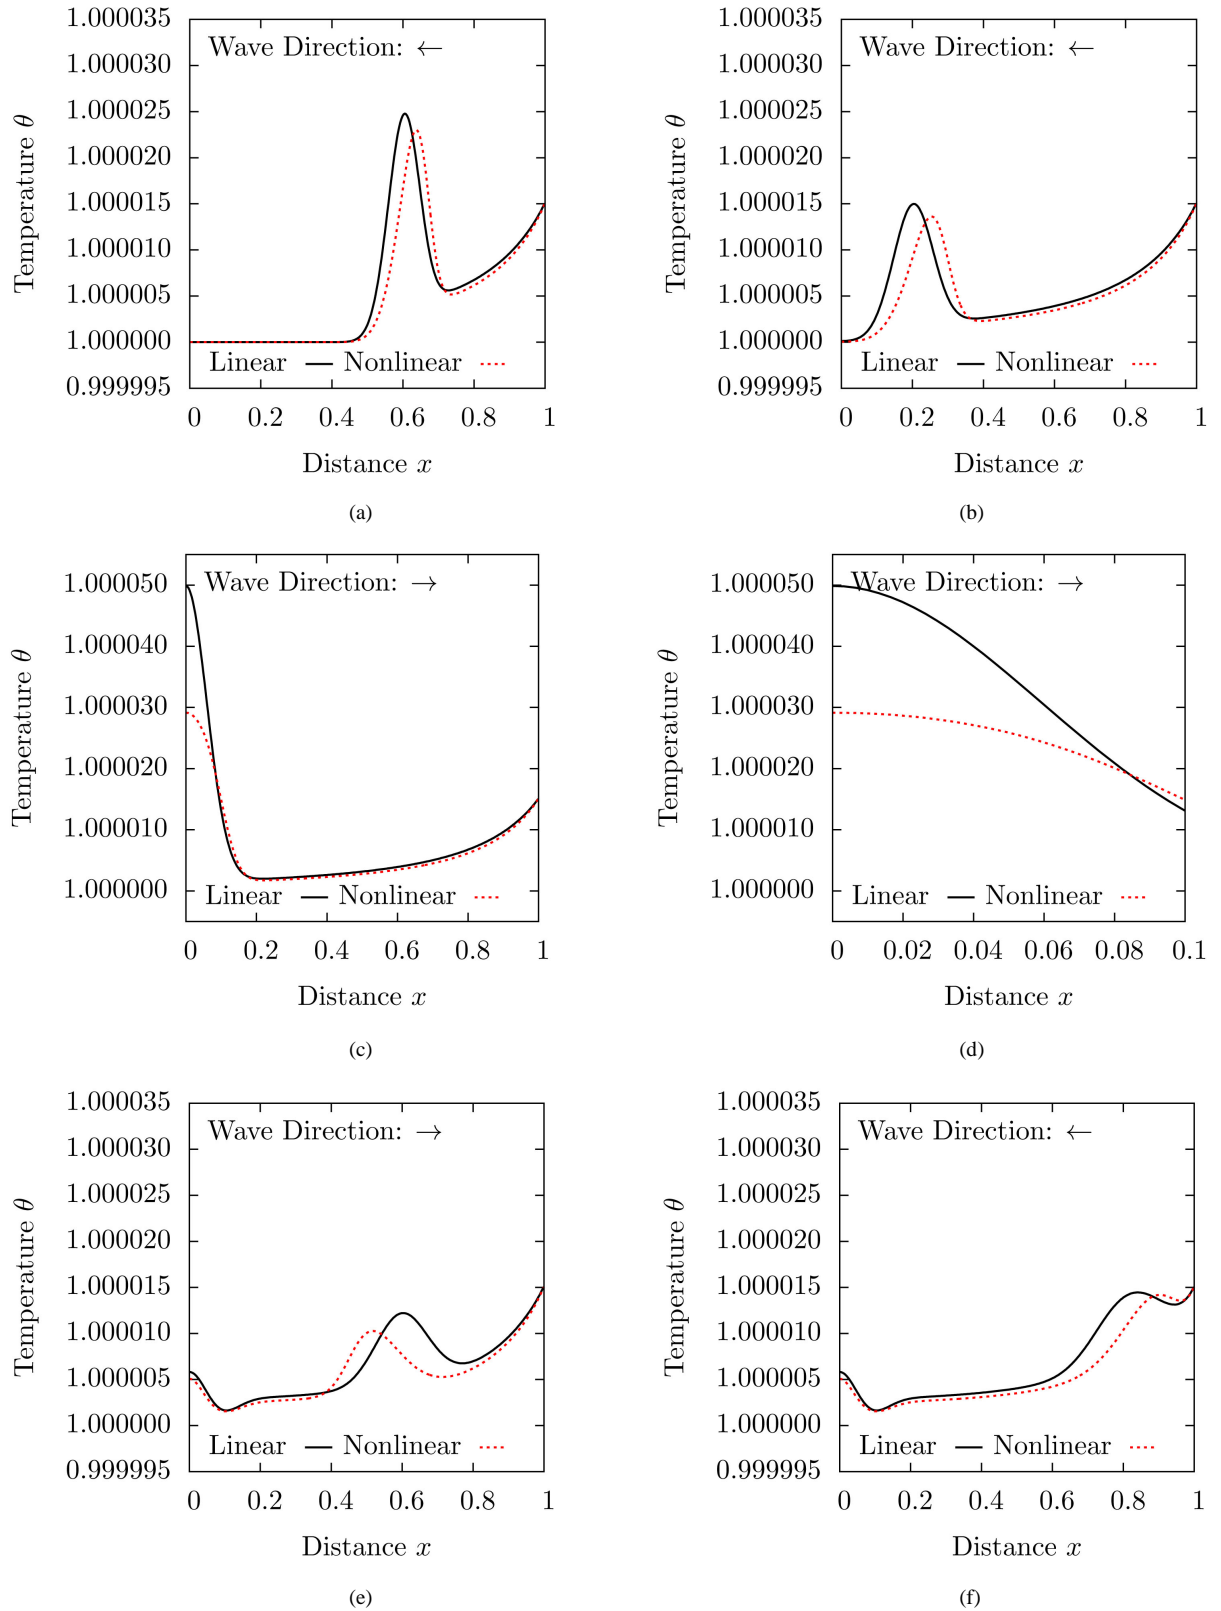 1.000035
1.000030
1.000025
1.000020
1.000015
1.000010
1.000005
1.000000
0.999995
Temperature θ
Wave Direction: ←
Linear
Nonlinear
0 0.2 0.4 0.6 0.8 1
Distance x
(a)
1.000035
1.000030
1.000025
1.000020
1.000015
1.000010
1.000005
1.000000
0.999995
Temperature θ
Wave Direction: ←
Linear
Nonlinear
0 0.2 0.4 0.6 0.8 1
Distance x
(b)
1.000050
1.000040
1.000030
1.000020
1.000010
1.000000
Temperature θ
Wave Direction: →
Linear
Nonlinear
0 0.2 0.4 0.6 0.8 1
Distance x
(c)
1.000050
1.000040
1.000030
1.000020
1.000010
1.000000
Temperature θ
Wave Direction: →
Linear
Nonlinear
0 0.02 0.04 0.06 0.08 0.1
Distance x
(d)
1.000035
1.000030
1.000025
1.000020
1.000015
1.000010
1.000005
1.000000
0.999995
Temperature θ
Wave Direction: →
Linear
Nonlinear
0 0.2 0.4 0.6 0.8 1
Distance x
(e)
1.000035
1.000030
1.000025
1.000020
1.000015
1.000010
1.000005
1.000000
0.999995
Temperature θ
Wave Direction: ←
Linear
Nonlinear
0 0.2 0.4 0.6 0.8 1
Distance x
(f)